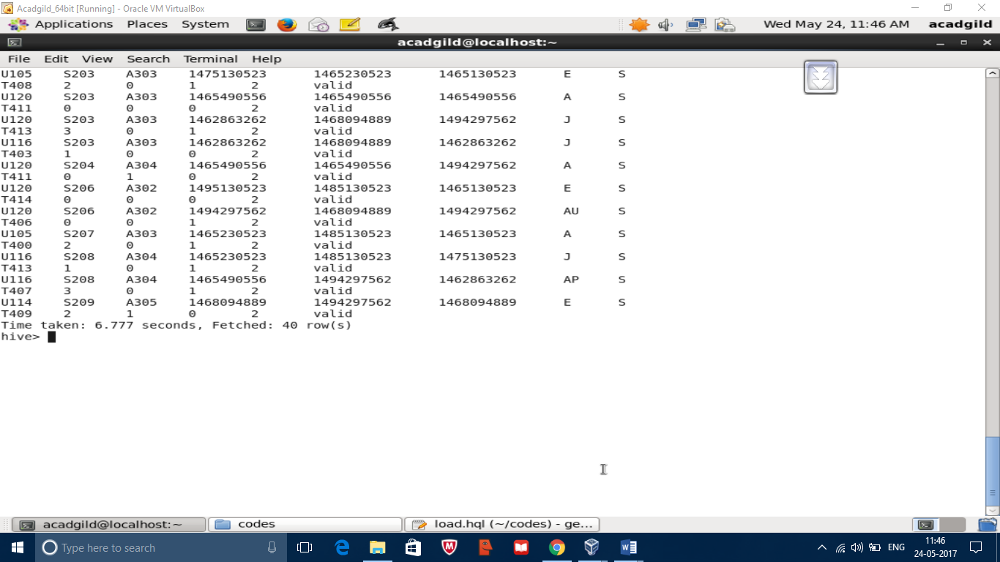 Acadgild_64bit [Running] - Oracle VM VirtualBox
Applications Places System Wed May 24, 11:46 AM acadgild
acadgild@localhost:~
File Edit View Search Terminal Help
U105 S203 A303 1475130523 1465230523 1465130523 E S
T408 2 0 1 2 valid
U120 S203 A303 1465490556 1465490556 1465490556 A S
T411 0 0 0 2 valid
U120 S203 A303 1462863262 1468094889 1494297562 J S
T413 3 0 1 2 valid
U116 S203 A303 1462863262 1468094889 1462863262 J S
T403 1 0 0 2 valid
U120 S204 A304 1465490556 1465490556 1494297562 A S
T411 0 1 0 2 valid
U120 S206 A302 1495130523 1485130523 1465130523 E S
T414 0 0 0 2 valid
U120 S206 A302 1494297562 1468094889 1494297562 AU S
T406 0 0 1 2 valid
U105 S207 A303 1465230523 1485130523 1465130523 A S
T400 2 0 1 2 valid
U116 S208 A304 1465230523 1485130523 1475130523 J S
T413 1 0 1 2 valid
U116 S208 A304 1465490556 1494297562 1462863262 AP S
T407 3 0 1 2 valid
U114 S209 A305 1468094889 1494297562 1468094889 E S
T409 2 1 0 2 valid
Time taken: 6.777 seconds, Fetched: 40 row(s)
hive>
acadgild@localhost:~ codes load.hql (~/codes) - ge...
Type here to search ENG 11:46
24-05-2017